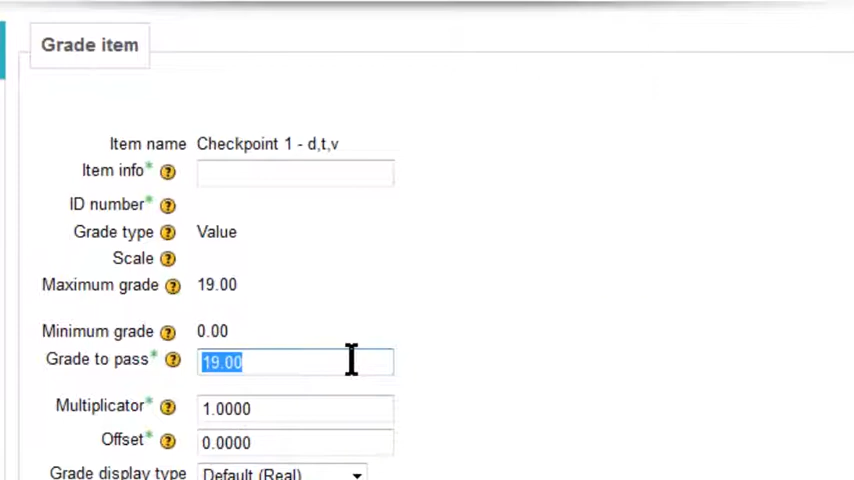 Grade item
Item name Checkpoint 1 - d,t,v
Item info*
ID number*
Grade type Value
Scale
Maximum grade 19.00
Minimum grade 0.00
Grade to pass* 19.00
Multiplicator* 1.0000
Offset* 0.0000
Grade display type Default (Real)